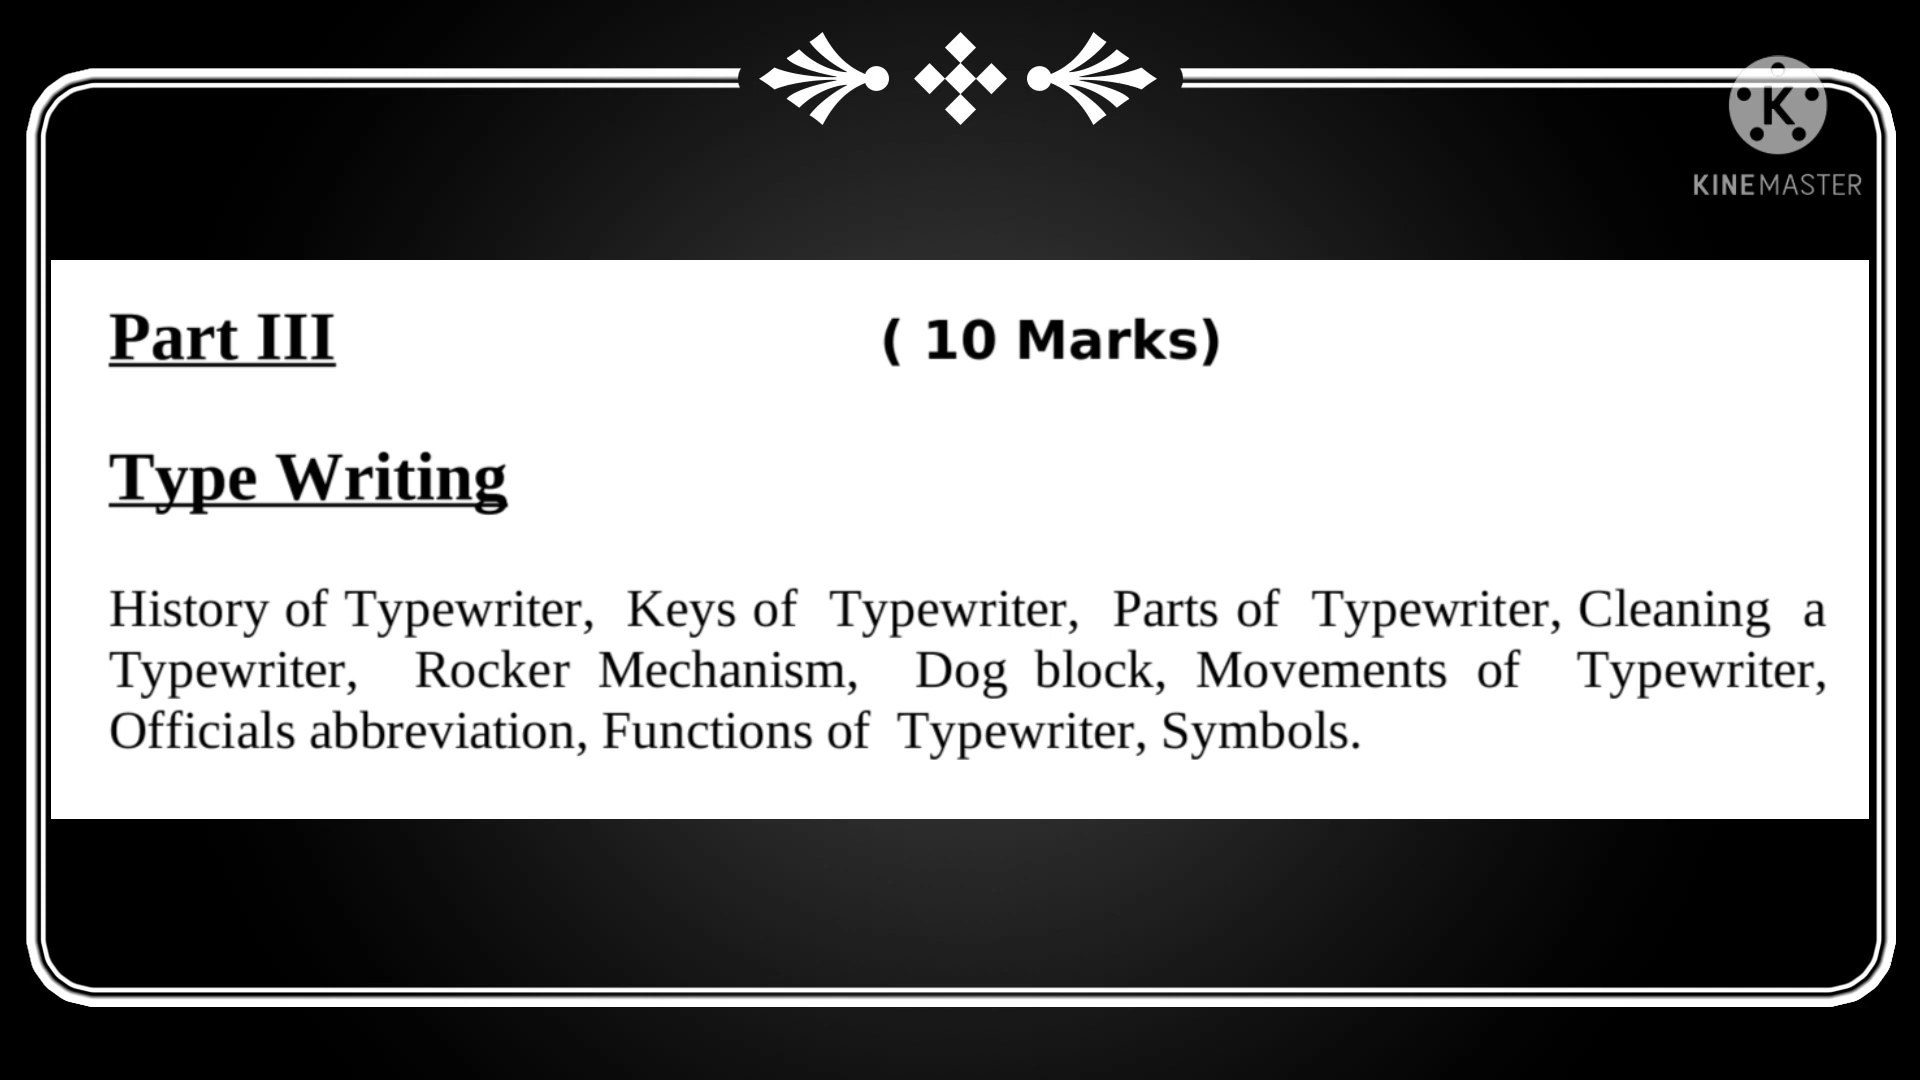 K
KINEMASTER
Part III ( 10 Marks)
Type Writing
History of Typewriter, Keys of Typewriter, Parts of Typewriter, Cleaning a
Typewriter, Rocker Mechanism, Dog block, Movements of Typewriter,
Officials abbreviation, Functions of Typewriter, Symbols.